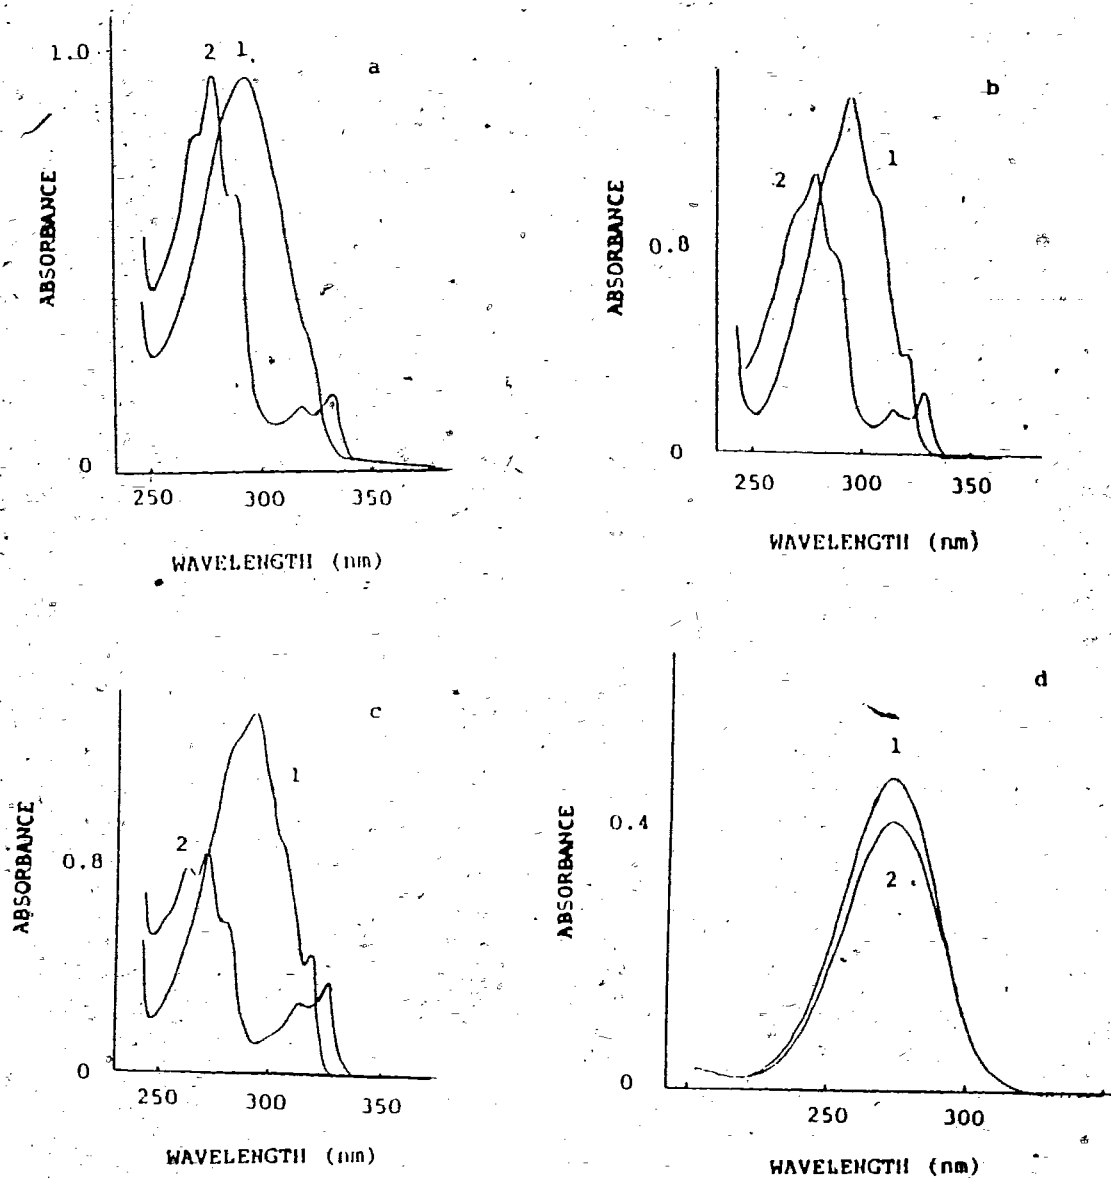 a
1.0
2 1
ABSORBANCE
0
250 300 350
WAVELENGTH (nm)
b
2
1
ABSORBANCE
0.8
0
250 300 350
WAVELENGTH (nm)
c
1
2
ABSORBANCE
0.8
0
250 300 350
WAVELENGTH (nm)
d
1
ABSORBANCE
0.4
2
0
250 300
WAVELENGTH (nm)